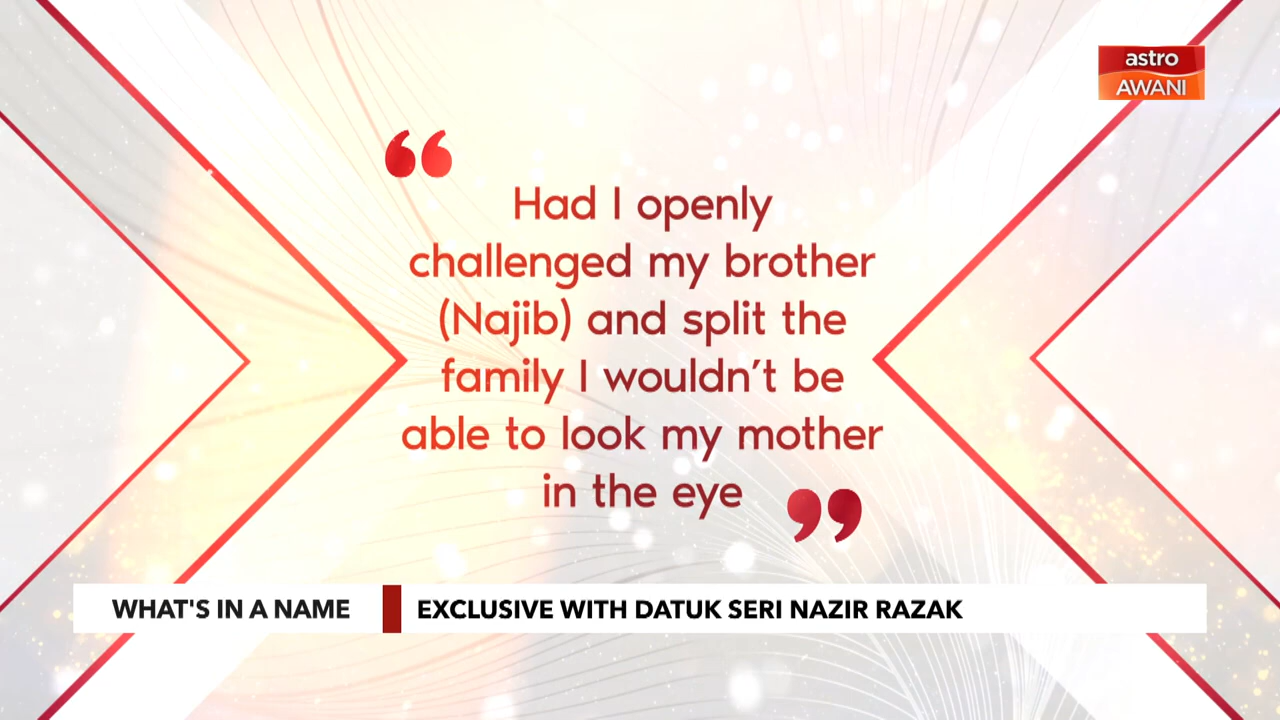 astro
AWANI
“
Had I openly
challenged my brother
(Najib) and split the
family I wouldn’t be
able to look my mother
in the eye
”
WHAT'S IN A NAME
EXCLUSIVE WITH DATUK SERI NAZIR RAZAK